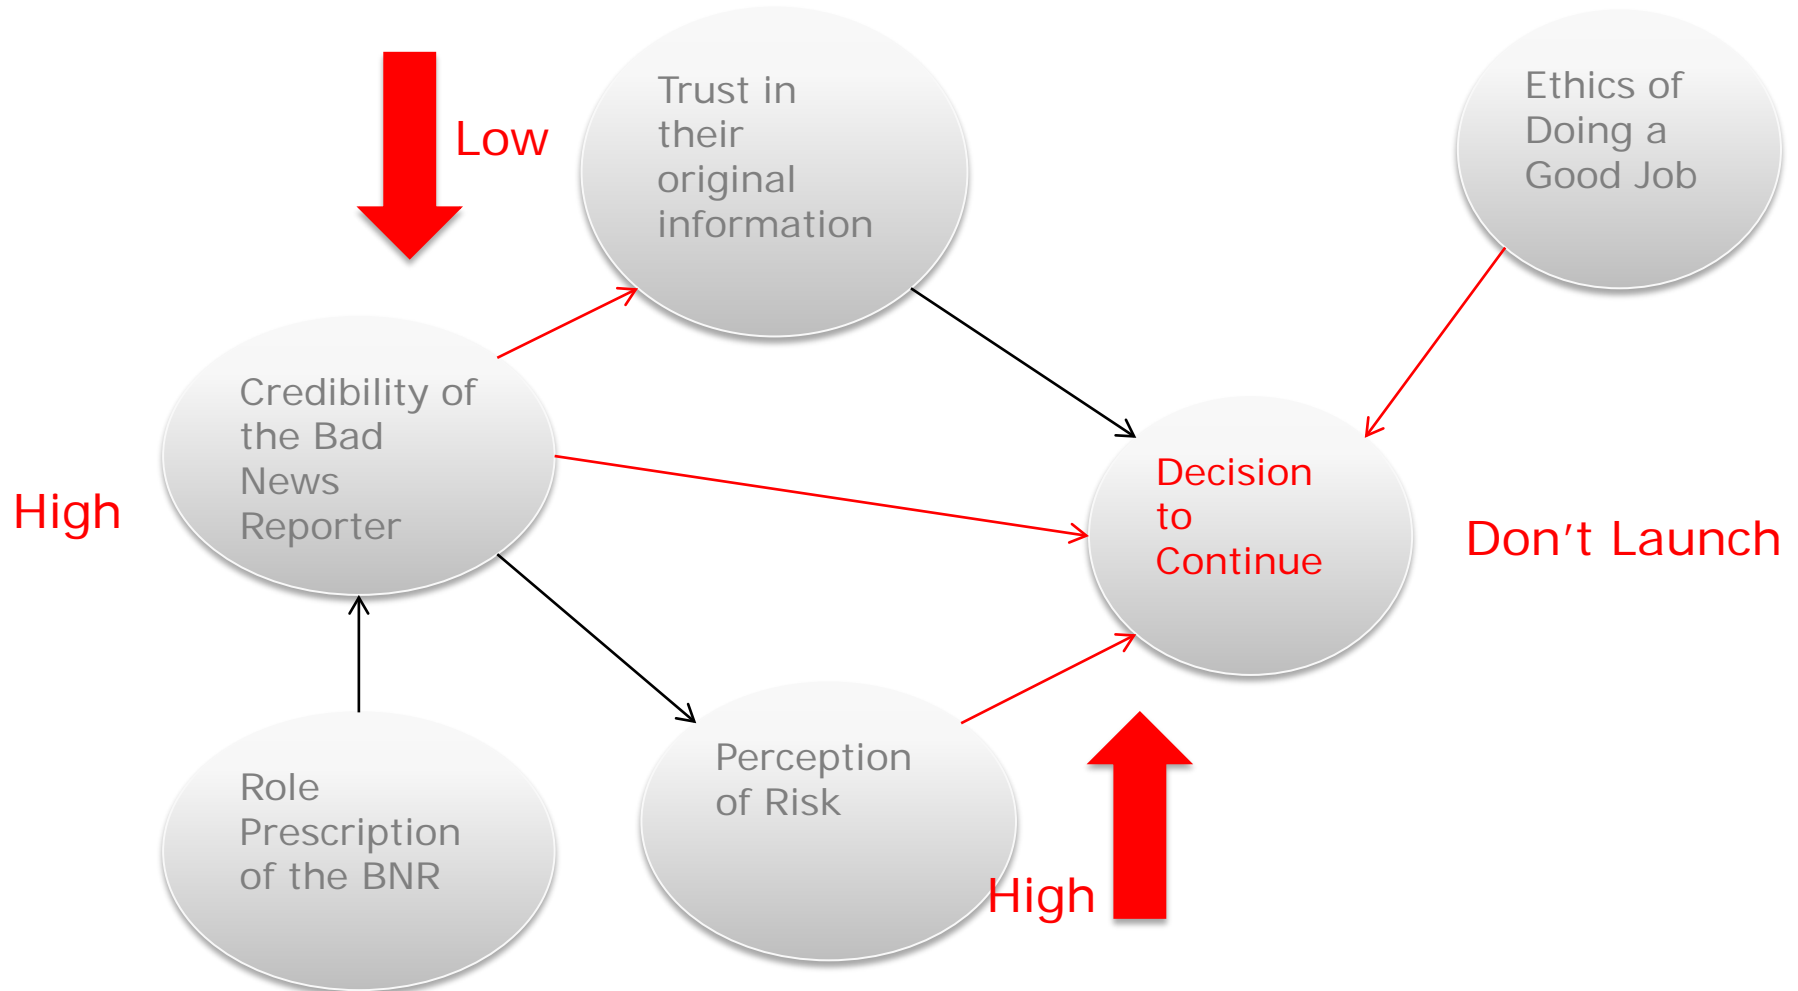 Trust in
their
original
information
Ethics of
Doing a
Good Job
Low
Credibility of
the Bad
News
Reporter
High
Decision
to
Continue
Don't Launch
Role
Prescription
of the BNR
Perception
of Risk
High